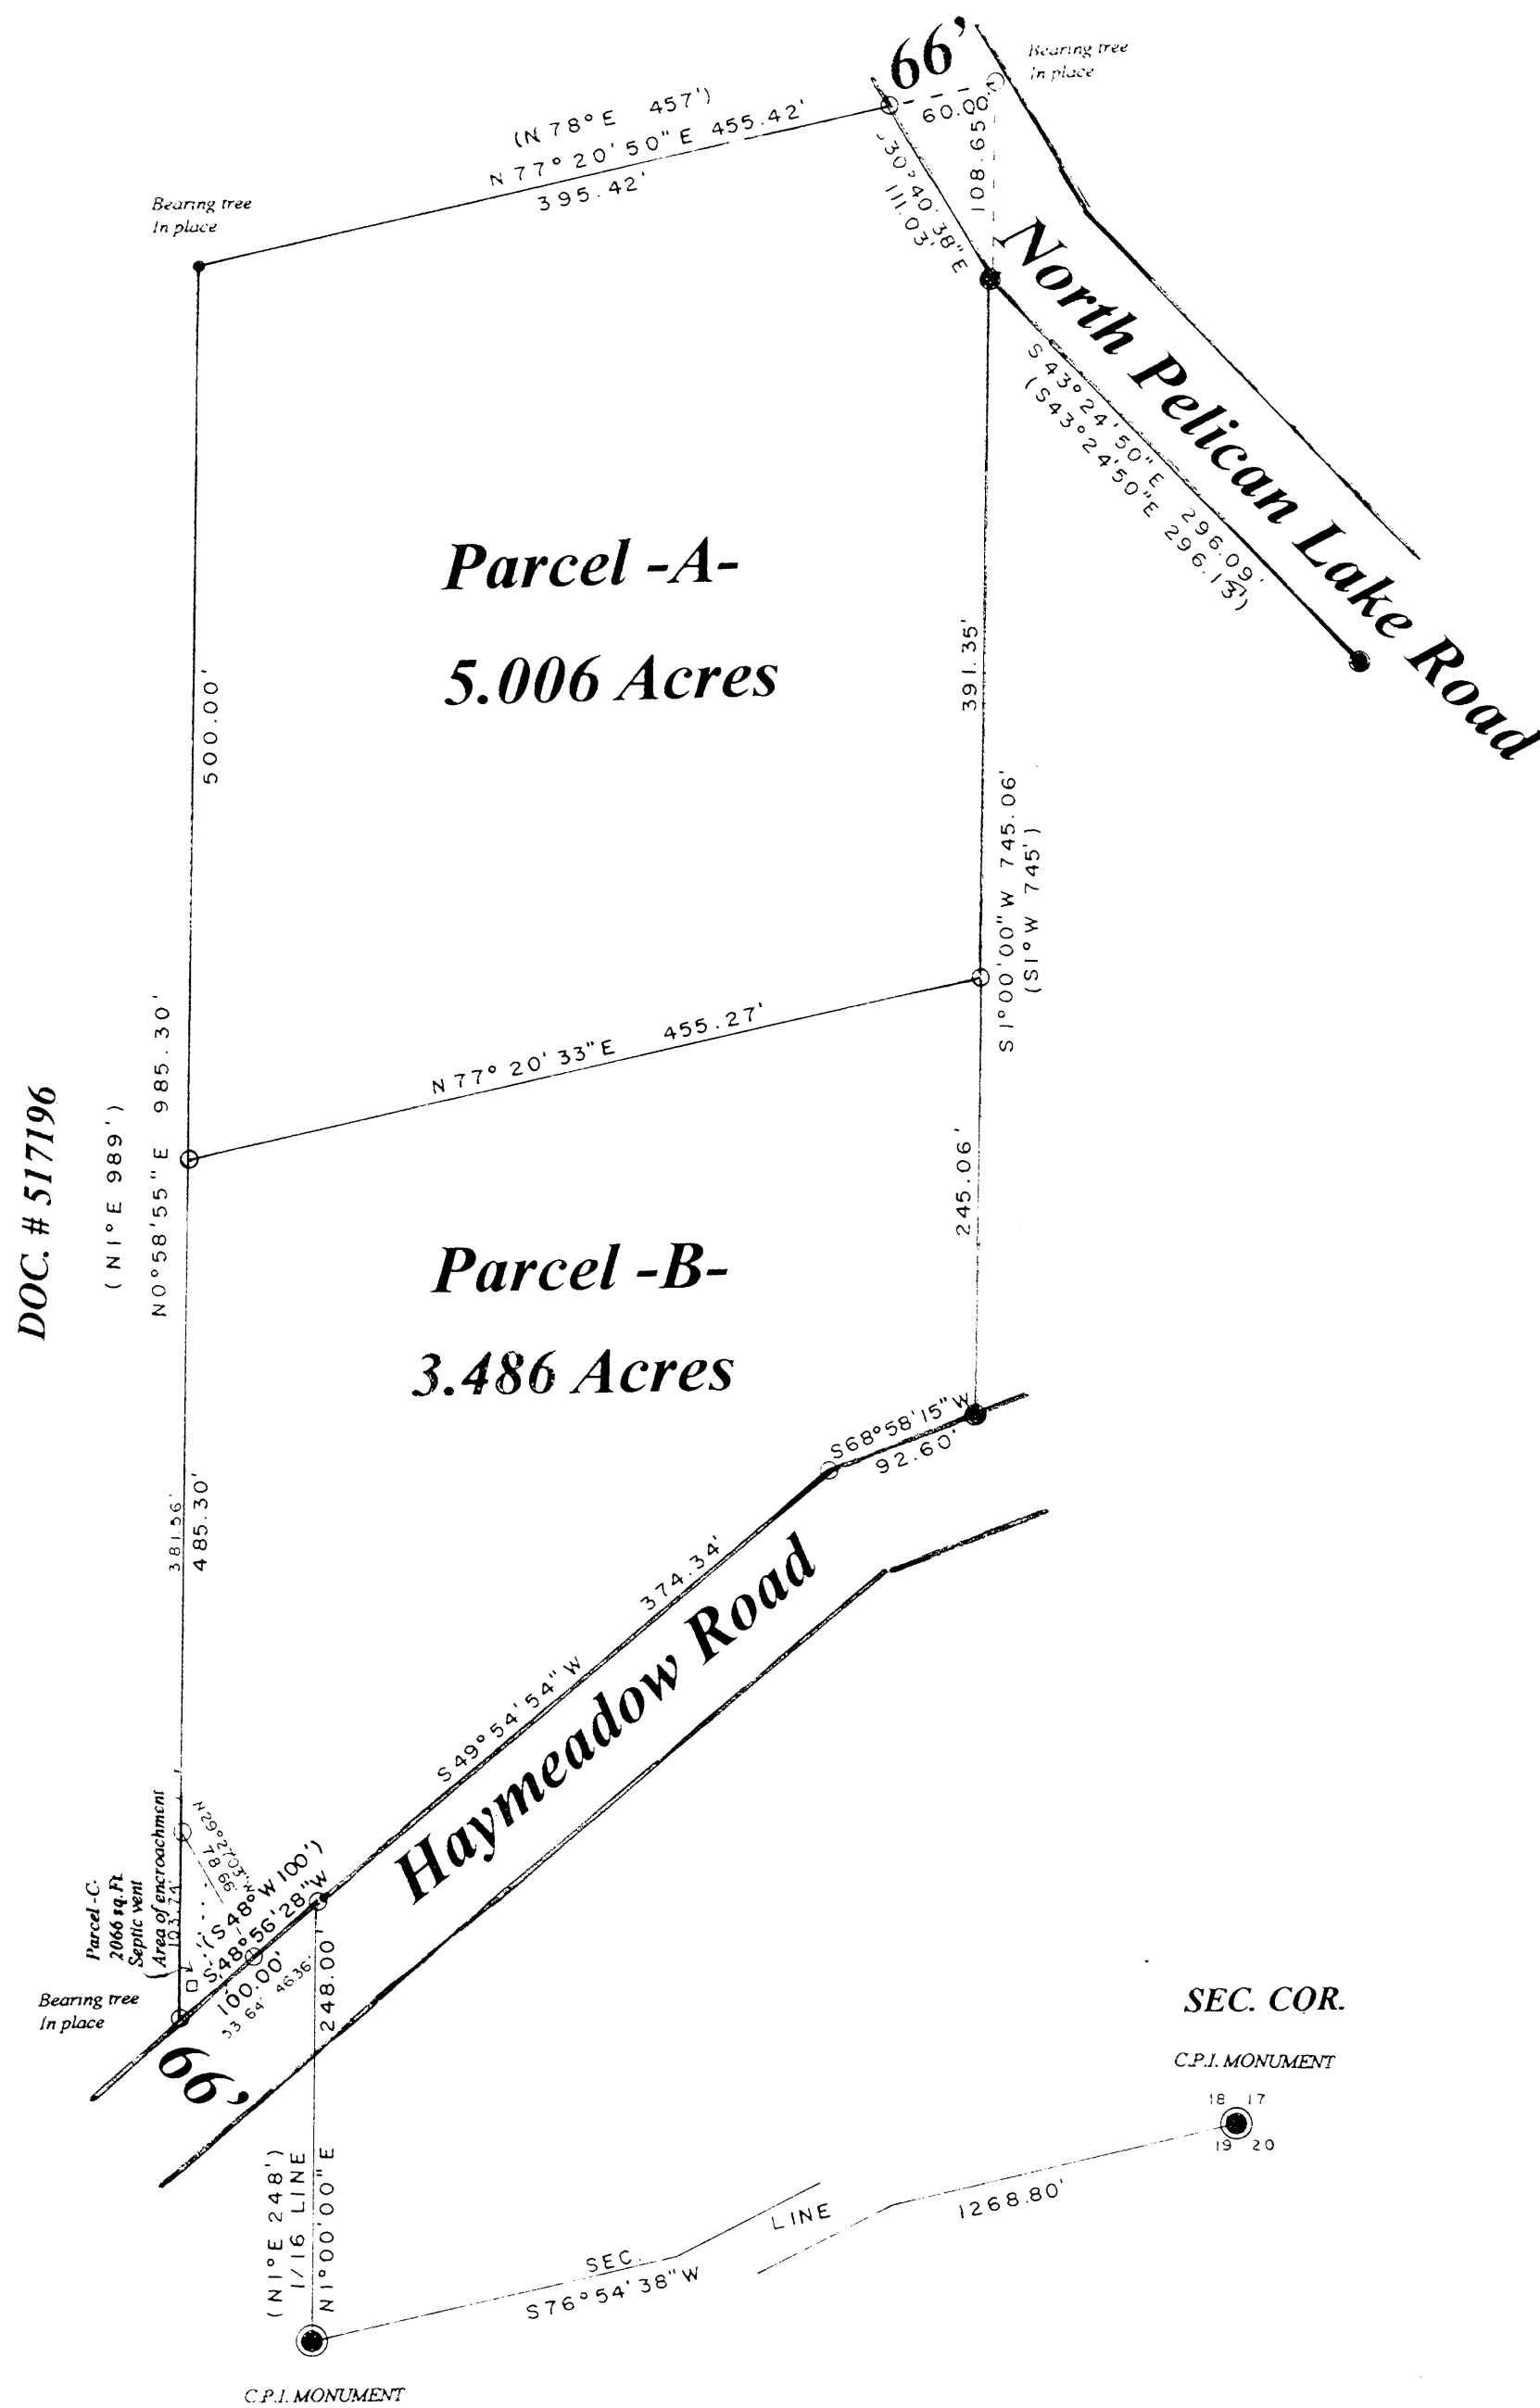 66'
Bearing tree
In place
(N 78° E 457')
N 77° 20' 50" E 455.42'
395.42'
60.00'
108.65'
30° 40' 38" E
111.03'
Bearing tree
In place
North Pelican Lake Road
S 43° 24' 50" E 296.09'
(S 43° 24' 50" E 296.13')
Parcel -A-
5.006 Acres
500.00'
391.35'
S 1° 00' 00" W 745.06'
(S 1° W 745')
N 77° 20' 33" E 455.27'
DOC. # 517196
(N 1° E 989')
N 0° 58' 55" E 985.30'
245.06'
Parcel -B-
3.486 Acres
S 68° 58' 15" W
92.60'
381.56'
485.30'
374.34'
S 49° 54' 54" W
Haymeadow Road
N 29° 27' 03" W
78.66'
(S 48° W 100')
S 48° 56' 28" W
100.00'
46.36'
Parcel -C-
2066 sq. Ft.
Septic vent
Area of encroachment
103.74'
Bearing tree
In place
66'
248.00'
(N 1° E 248')
1/16 LINE
N 1° 00' 00" E
SEC. COR.
C.P.I. MONUMENT
18 17
19 20
SEC. LINE
1268.80'
S 76° 54' 38" W
C.P.I. MONUMENT